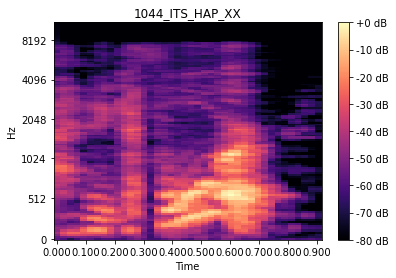 1044_ITS_HAP_XX
Hz
8192
4096
2048
1024
512
0
0.000 0.100 0.200 0.300 0.400 0.500 0.600 0.700 0.800 0.900
Time
+0 dB
-10 dB
-20 dB
-30 dB
-40 dB
-50 dB
-60 dB
-70 dB
-80 dB